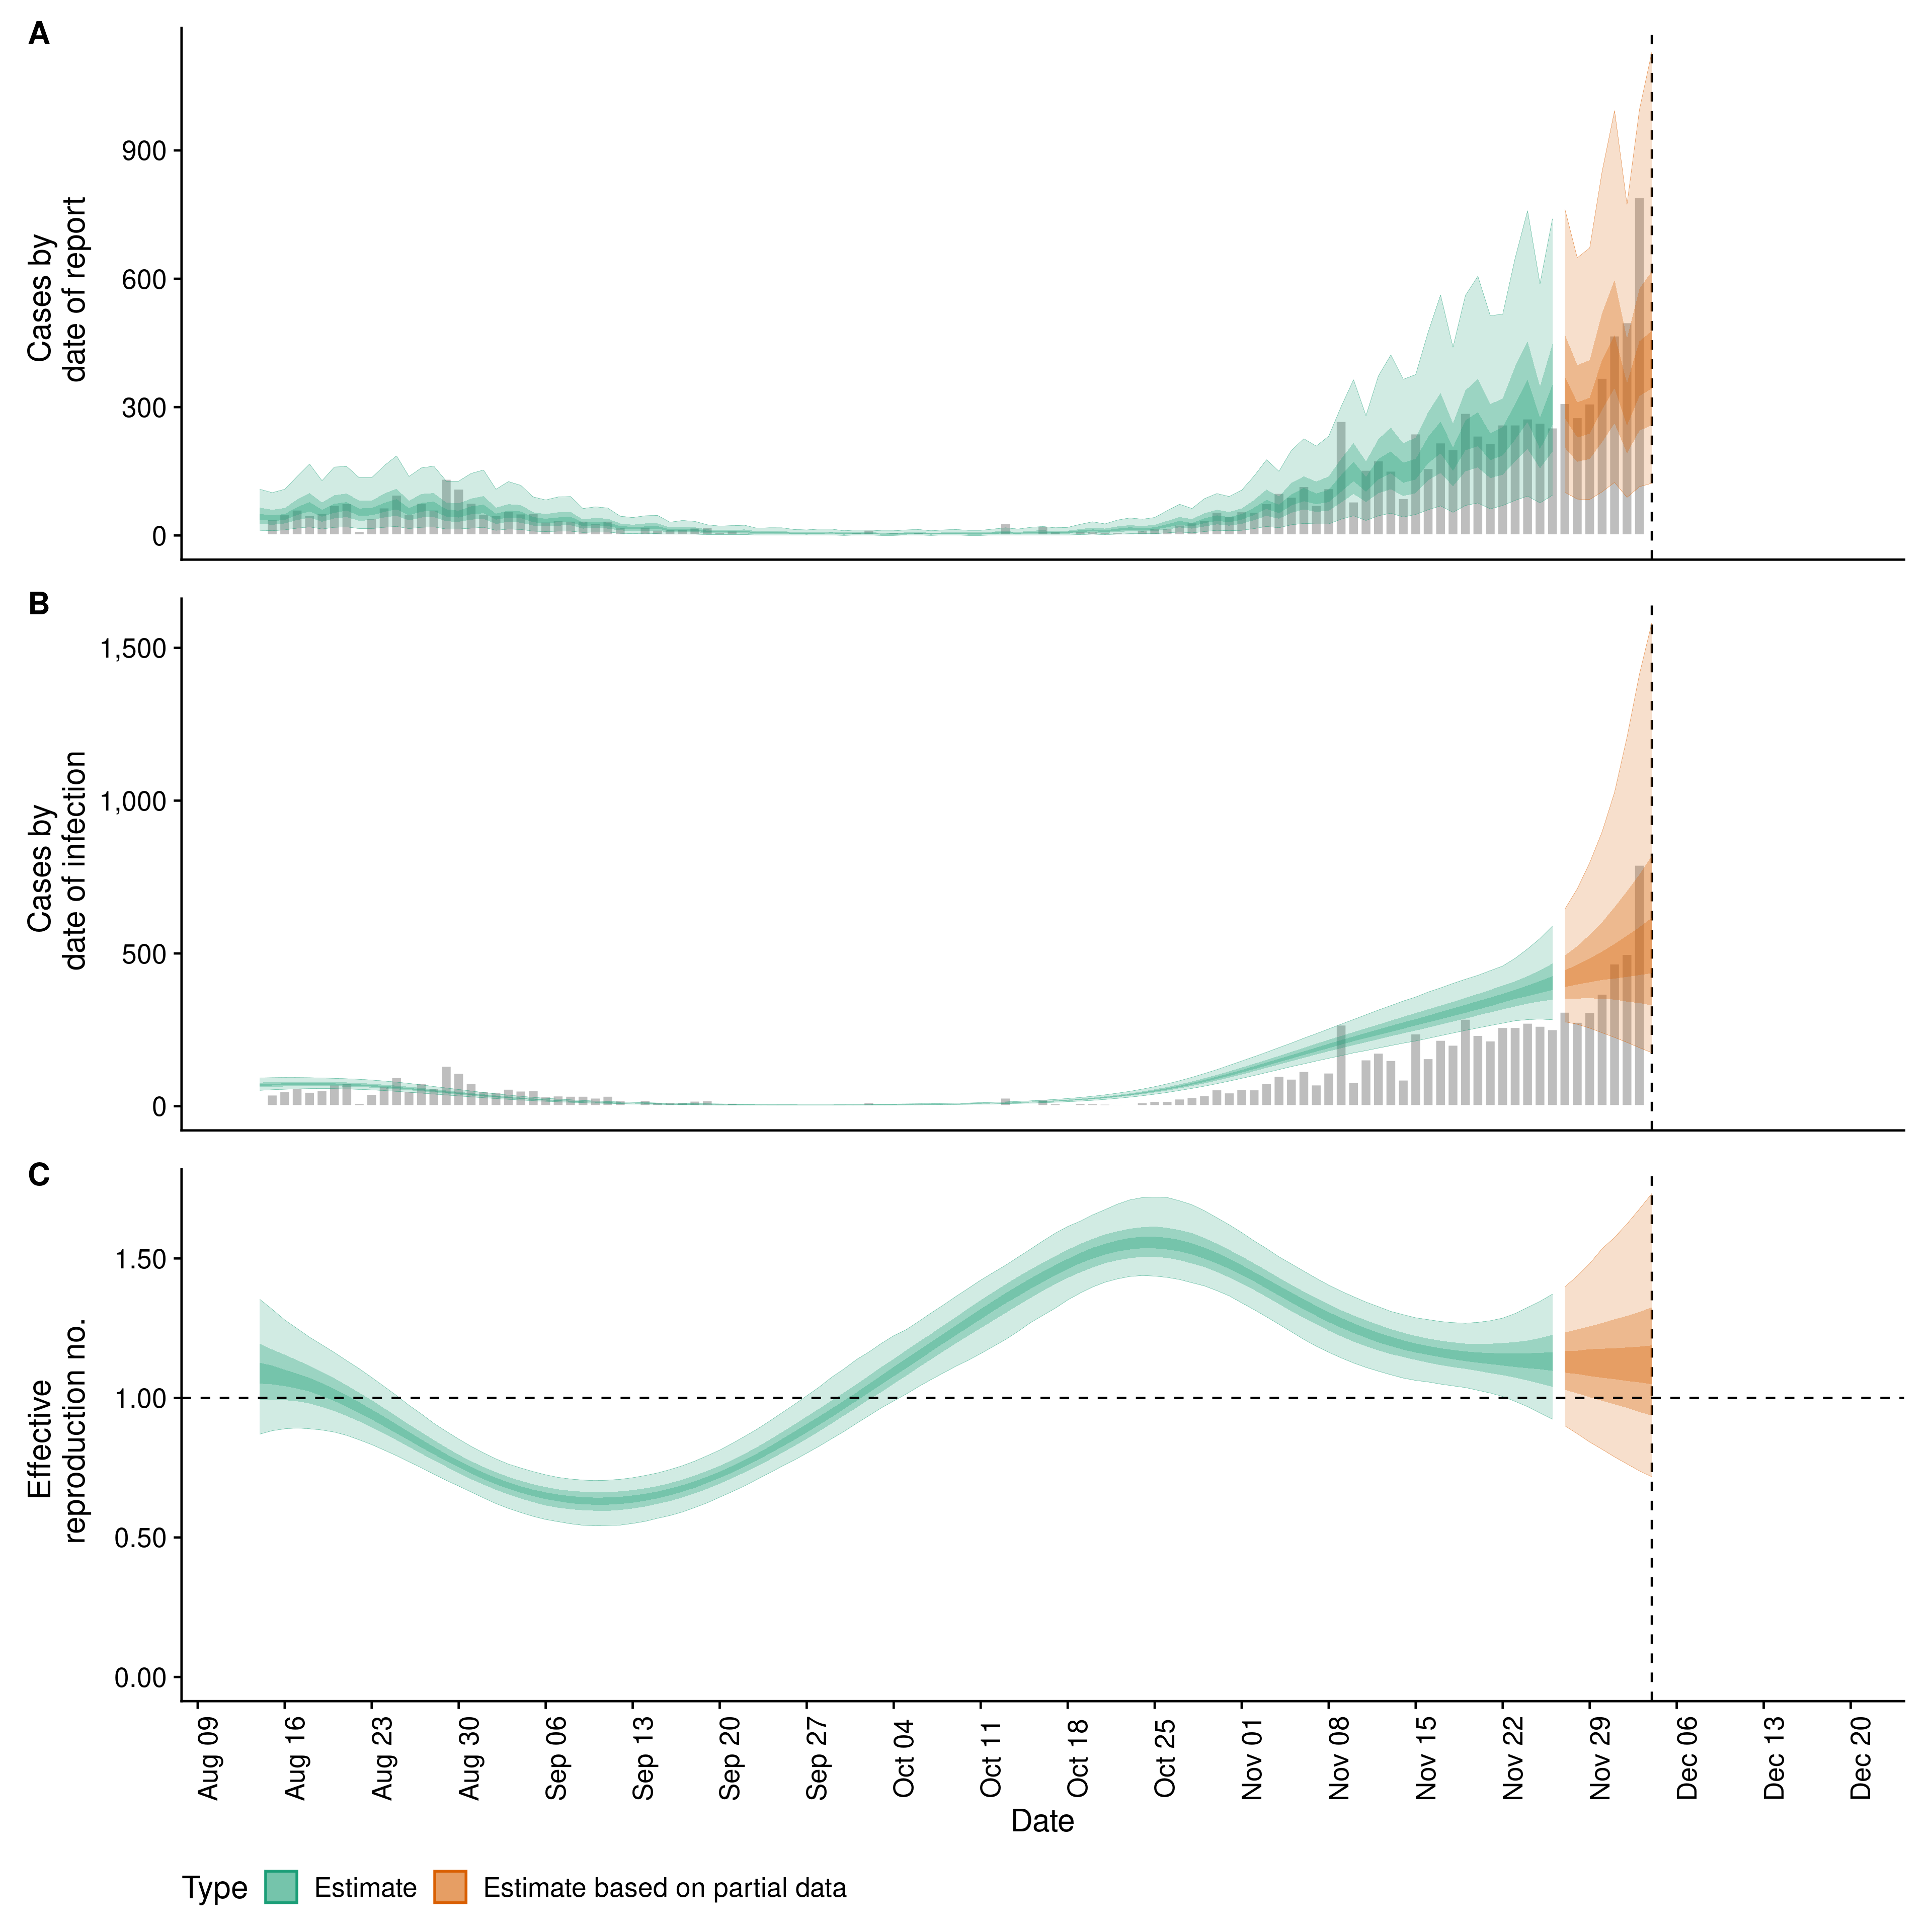 A
Cases by
date of report
900
600
300
0
B
Cases by
date of infection
1,500
1,000
500
0
C
Effective
reproduction no.
1.50
1.00
0.50
0.00
Aug 09
Aug 16
Aug 23
Aug 30
Sep 06
Sep 13
Sep 20
Sep 27
Oct 04
Oct 11
Oct 18
Oct 25
Nov 01
Nov 08
Nov 15
Nov 22
Nov 29
Dec 06
Dec 13
Dec 20
Date
Type Estimate Estimate based on partial data